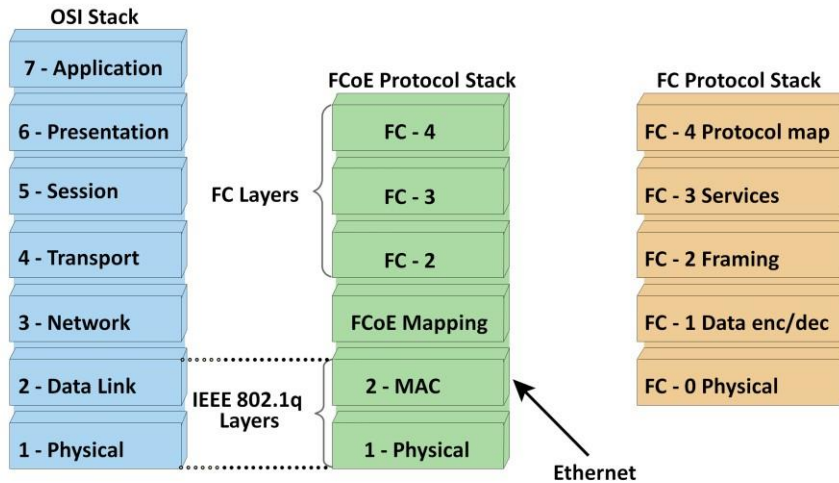 OSI Stack
7 - Application
6 - Presentation
5 - Session
4 - Transport
3 - Network
2 - Data Link
1 - Physical
FC Layers
IEEE 802.1q
Layers
FCoE Protocol Stack
FC - 4
FC - 3
FC - 2
FCoE Mapping
2 - MAC
1 - Physical
Ethernet
FC Protocol Stack
FC - 4 Protocol map
FC - 3 Services
FC - 2 Framing
FC - 1 Data enc/dec
FC - 0 Physical